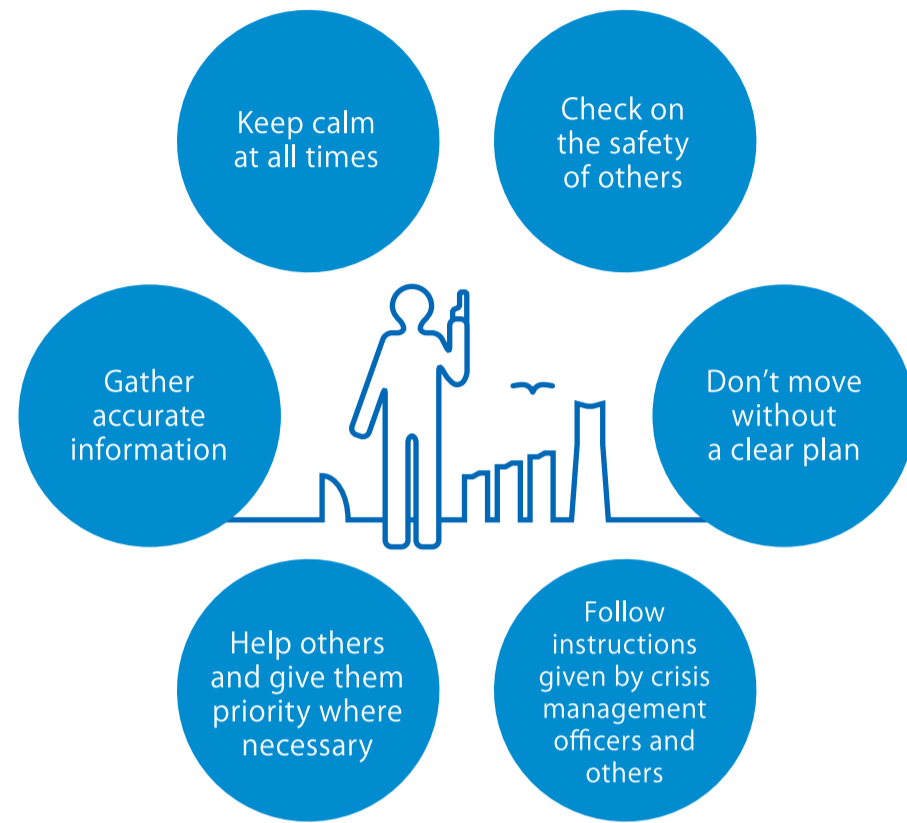 Keep calm
at all times
Check on
the safety
of others
Gather
accurate
information
Don’t move
without
a clear plan
Help others
and give them
priority where
necessary
Follow
instructions
given by crisis
management
officers and
others